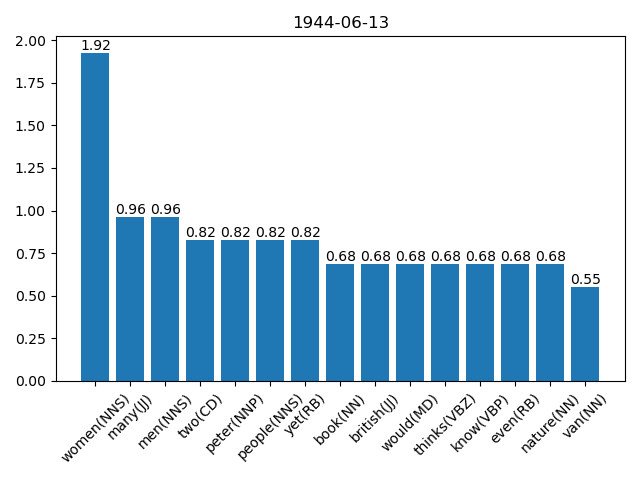 1944-06-13
2.00
1.75
1.50
1.25
1.00
0.75
0.50
0.25
0.00
1.92
0.96
0.96
0.82
0.82
0.82
0.82
0.68
0.68
0.68
0.68
0.68
0.68
0.68
0.55
women(NNS)
many(JJ)
men(NNS)
two(CD)
peter(NNP)
people(NNS)
yet(RB)
book(NN)
british(JJ)
would(MD)
thinks(VBZ)
know(VBP)
even(RB)
nature(NN)
van(NN)